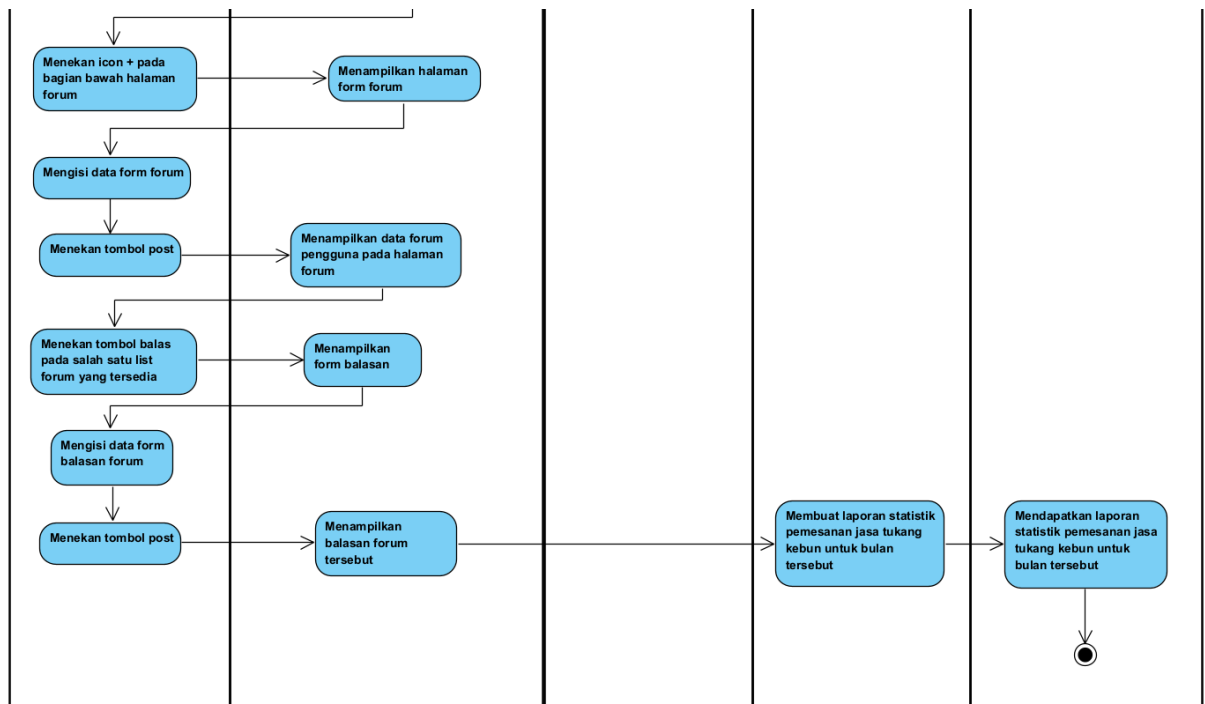 Menekan icon + pada
bagian bawah halaman
forum
Menampilkan halaman
form forum
Mengisi data form forum
Menekan tombol post
Menampilkan data forum
pengguna pada halaman
forum
Menekan tombol balas
pada salah satu list
forum yang tersedia
Menampilkan
form balasan
Mengisi data form
balasan forum
Menekan tombol post
Menampilkan
balasan forum
tersebut
Membuat laporan statistik
pemesanan jasa tukang
kebun untuk bulan
tersebut
Mendapatkan laporan
statistik pemesanan jasa
tukang kebun untuk
bulan tersebut